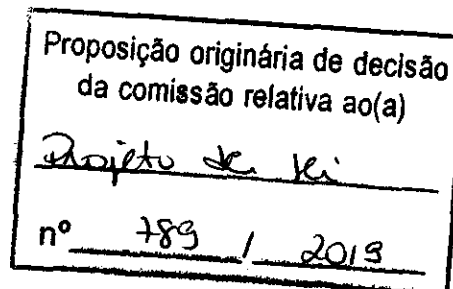 Proposição originária de decisão
da comissão relativa ao(a)
Projeto de Lei
nº 789 / 2019